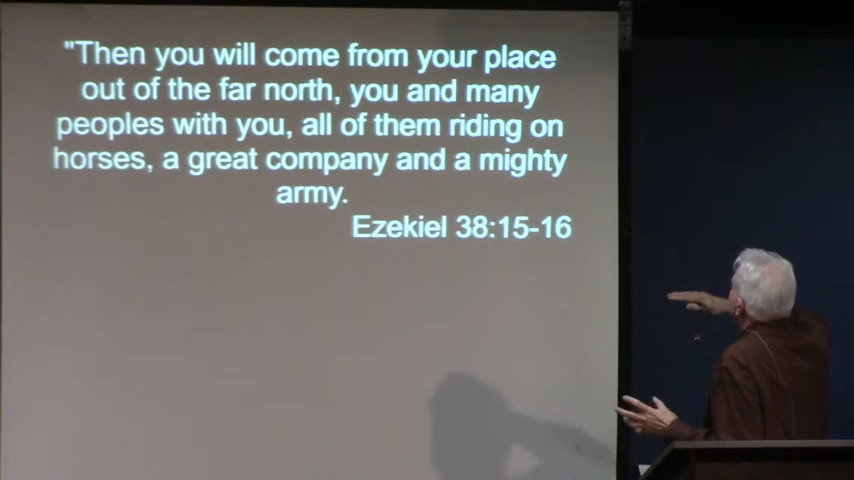 "Then you will come from your place
out of the far north, you and many
peoples with you, all of them riding on
horses, a great company and a mighty
army.
Ezekiel 38:15-16